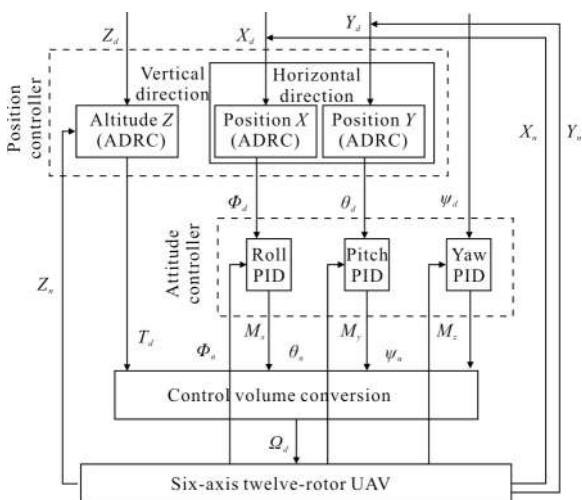 Z_d
X_d
Y_d
Position
controller
Vertical
direction
Horizontal
direction
Altitude Z
(ADRC)
Position X
(ADRC)
Position Y
(ADRC)
X_n
Y_n
Φ_d
θ_d
ψ_d
Attitude
controller
Roll
PID
Pitch
PID
Yaw
PID
Z_n
T_d
Φ_n
M_x
θ_n
M_y
ψ_n
M_z
Control volume conversion
Ω_d
Six-axis twelve-rotor UAV